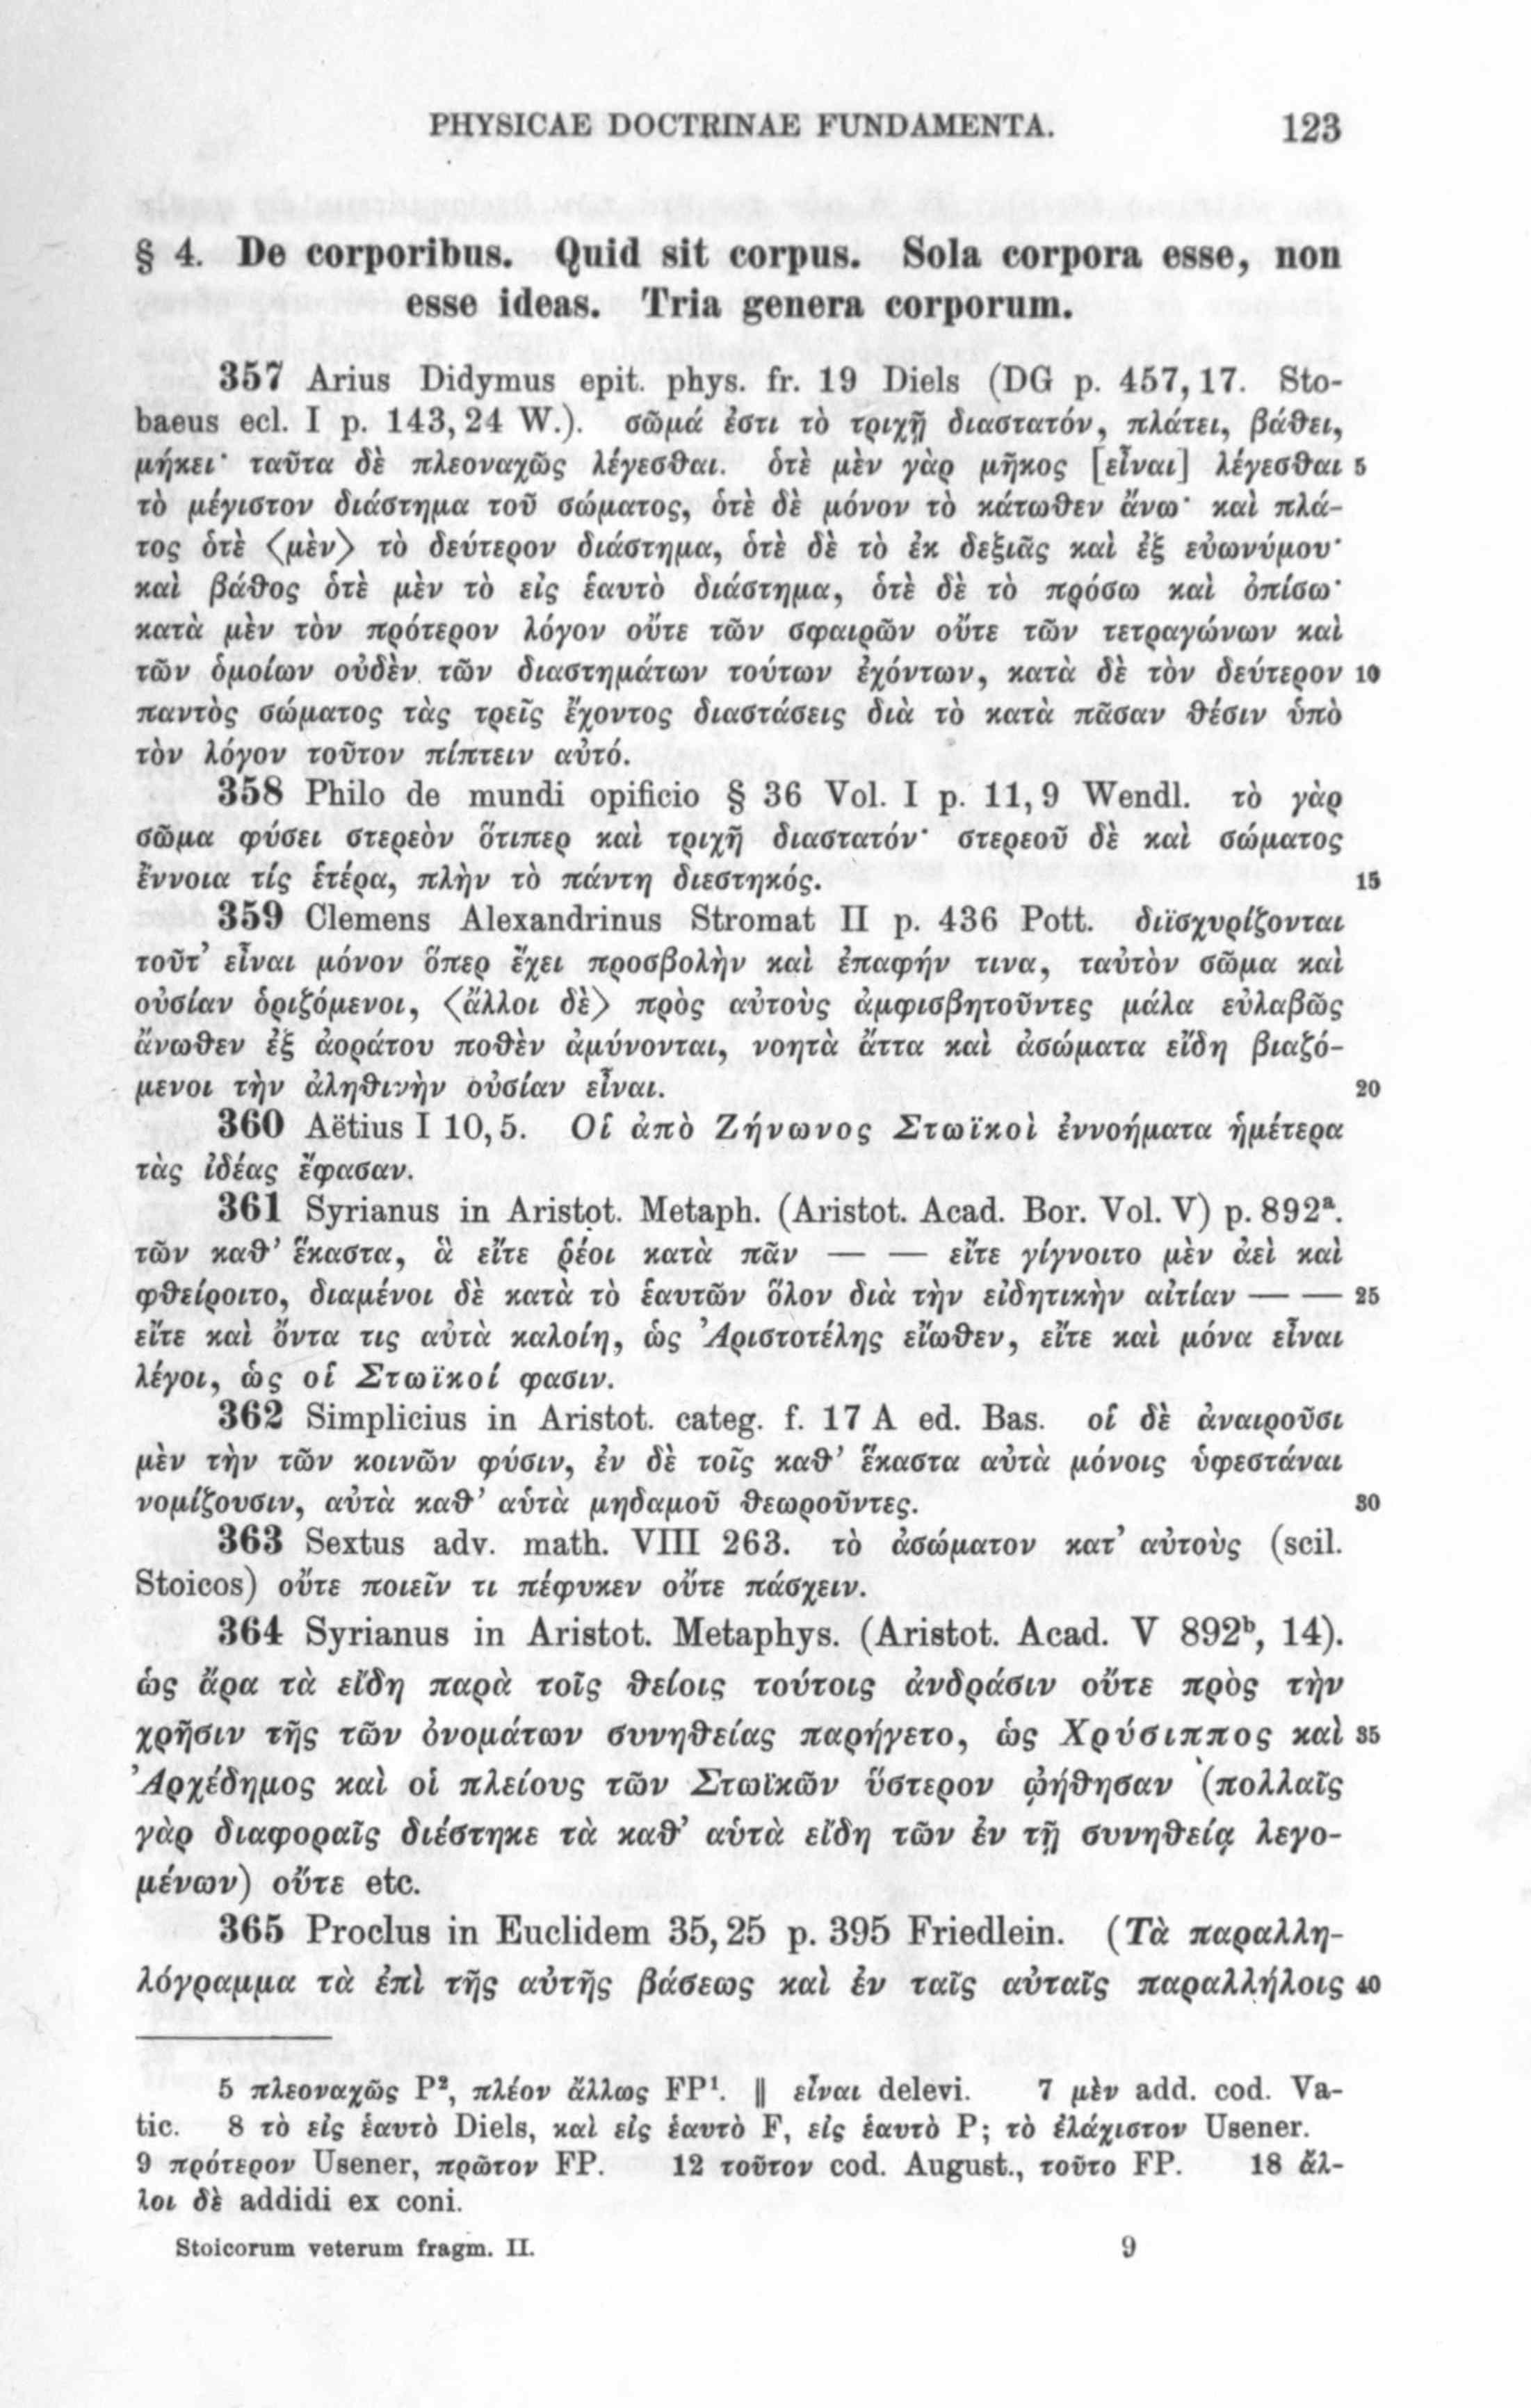 PHYSICAE DOCTRINAE FUNDAMENTA. 123
§ 4. De corporibus. Quid sit corpus. Sola corpora esse, non
esse ideas. Tria genera corporum.
357 Arius Didymus epit. phys. fr. 19 Diels (DG p. 457, 17. Sto-
baeus ecl. I p. 143, 24 W.). σῶμά ἐστι τὸ τριχῇ διαστατόν, πλάτει, βάθει,
μήκει· ταῦτα δὲ πλεοναχῶς λέγεσθαι. ὁτὲ μὲν γὰρ μῆκος [εἶναι] λέγεσθαι 5
τὸ μέγιστον διάστημα τοῦ σώματος, ὁτὲ δὲ μόνον τὸ κάτωθεν ἄνω· καὶ πλά-
τος ὁτὲ ⟨μὲν⟩ τὸ δεύτερον διάστημα, ὁτὲ δὲ τὸ ἐκ δεξιᾶς καὶ ἐξ εὐωνύμου·
καὶ βάθος ὁτὲ μὲν τὸ εἰς ἑαυτὸ διάστημα, ὁτὲ δὲ τὸ πρόσω καὶ ὀπίσω·
κατὰ μὲν τὸν πρότερον λόγον οὔτε τῶν σφαιρῶν οὔτε τῶν τετραγώνων καὶ
τῶν ὁμοίων οὐδὲν τῶν διαστημάτων τούτων ἐχόντων, κατὰ δὲ τὸν δεύτερον 10
παντὸς σώματος τὰς τρεῖς ἔχοντος διαστάσεις διὰ τὸ κατὰ πᾶσαν θέσιν ὑπὸ
τὸν λόγον τοῦτον πίπτειν αὐτό.
358 Philo de mundi opificio § 36 Vol. I p. 11, 9 Wendl. τὸ γὰρ
σῶμα φύσει στερεὸν ὅτιπερ καὶ τριχῆ διαστατόν· στερεοῦ δὲ καὶ σώματος
ἔννοια τίς ἑτέρα, πλὴν τὸ πάντη διεστηκός. 15
359 Clemens Alexandrinus Stromat II p. 436 Pott. διϊσχυρίζονται
τοῦτ’ εἶναι μόνον ὅπερ ἔχει προσβολὴν καὶ ἐπαφήν τινα, ταὐτὸν σῶμα καὶ
οὐσίαν ὁριζόμενοι, ⟨ἄλλοι δὲ⟩ πρὸς αὐτοὺς ἀμφισβητοῦντες μάλα εὐλαβῶς
ἄνωθεν ἐξ ἀοράτου ποθὲν ἀμύνονται, νοητὰ ἄττα καὶ ἀσώματα εἴδη βιαζό-
μενοι τὴν ἀληθινὴν οὐσίαν εἶναι. 20
360 Aëtius I 10, 5. Οἱ ἀπὸ Ζήνωνος Στωϊκοὶ ἐννοήματα ἡμέτερα
τὰς ἰδέας ἔφασαν.
361 Syrianus in Aristot. Metaph. (Aristot. Acad. Bor. Vol. V) p. 892ᵃ.
τῶν καθ’ ἕκαστα, ἃ εἴτε ῥέοι κατὰ πᾶν — — εἴτε γίγνοιτο μὲν ἀεὶ καὶ
φθείροιτο, διαμένοι δὲ κατὰ τὸ ἑαυτῶν ὅλον διὰ τὴν εἰδητικὴν αἰτίαν — — 25
εἴτε καὶ ὄντα τις αὐτὰ καλοίη, ὡς Ἀριστοτέλης εἴωθεν, εἴτε καὶ μόνα εἶναι
λέγοι, ὡς οἱ Στωϊκοί φασιν.
362 Simplicius in Aristot. categ. f. 17 A ed. Bas. οἱ δὲ ἀναιροῦσι
μὲν τὴν τῶν κοινῶν φύσιν, ἐν δὲ τοῖς καθ’ ἕκαστα αὐτὰ μόνοις ὑφεστάναι
νομίζουσιν, αὐτὰ καθ’ αὑτὰ μηδαμοῦ θεωροῦντες. 30
363 Sextus adv. math. VIII 263. τὸ ἀσώματον κατ’ αὐτοὺς (scil.
Stoicos) οὔτε ποιεῖν τι πέφυκεν οὔτε πάσχειν.
364 Syrianus in Aristot. Metaphys. (Aristot. Acad. V 892ᵇ, 14).
ὡς ἄρα τὰ εἴδη παρὰ τοῖς θείοις τούτοις ἀνδράσιν οὔτε πρὸς τὴν
χρῆσιν τῆς τῶν ὀνομάτων συνηθείας παρήγετο, ὡς Χρύσιππος καὶ 35
Ἀρχέδημος καὶ οἱ πλείους τῶν Στωϊκῶν ὕστερον ᾠήθησαν (πολλαῖς
γὰρ διαφοραῖς διέστηκε τὰ καθ’ αὑτὰ εἴδη τῶν ἐν τῇ συνηθείᾳ λεγο-
μένων) οὔτε etc.
365 Proclus in Euclidem 35, 25 p. 395 Friedlein. (Τὰ παραλλη-
λόγραμμα τὰ ἐπὶ τῆς αὐτῆς βάσεως καὶ ἐν ταῖς αὐταῖς παραλλήλοις 40
5 πλεοναχῶς P², πλέον ἄλλως FP¹. ‖ εἶναι delevi. 7 μὲν add. cod. Va-
tic. 8 τὸ εἰς ἑαυτὸ Diels, καὶ εἰς ἑαυτὸ F, εἰς ἑαυτὸ P; τὸ ἐλάχιστον Usener.
9 πρότερον Usener, πρῶτον FP. 12 τοῦτον cod. August., τοῦτο FP. 18 ἄλ-
λοι δὲ addidi ex coni.
Stoicorum veterum fragm. II. 9